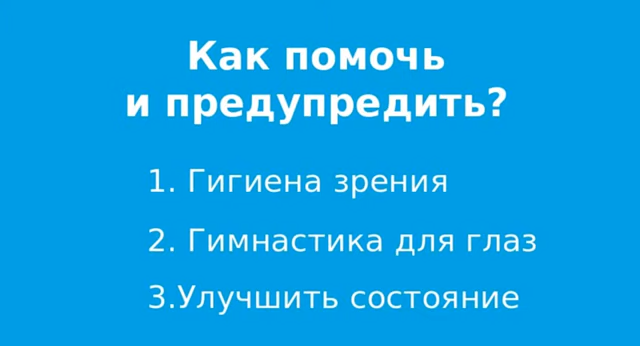 Как помочь
и предупредить?
1. Гигиена зрения
2. Гимнастика для глаз
3.Улучшить состояние